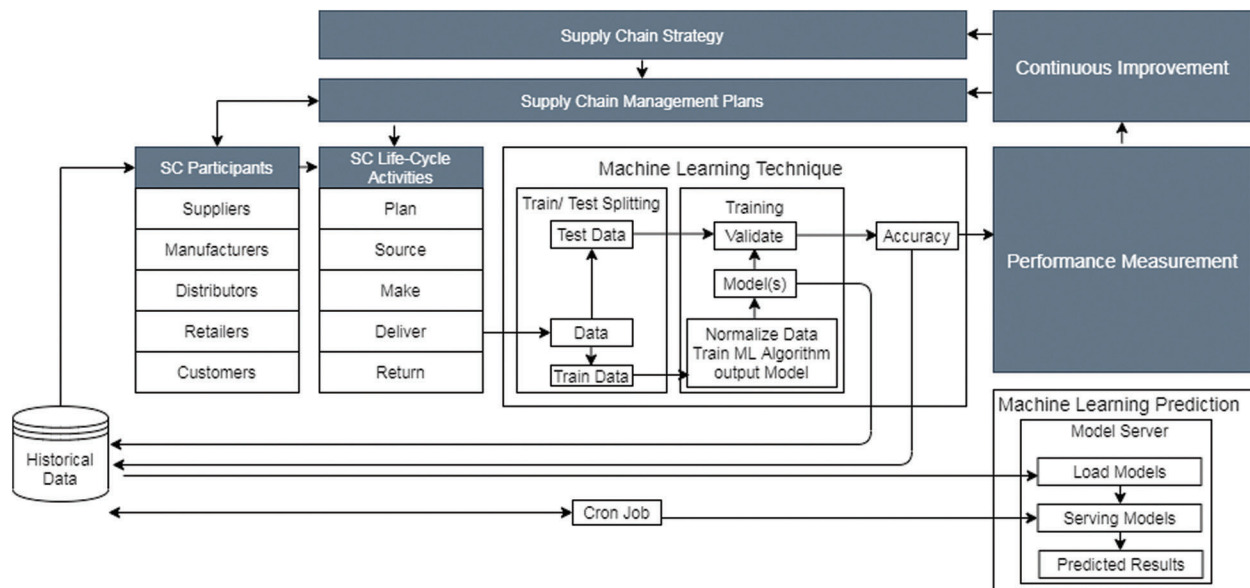 Supply Chain Strategy
Continuous Improvement
Supply Chain Management Plans
SC Participants
Suppliers
Manufacturers
Distributors
Retailers
Customers
SC Life-Cycle
Activities
Plan
Source
Make
Deliver
Return
Machine Learning Technique
Train/ Test Splitting
Test Data
Data
Train Data
Training
Validate
Model(s)
Normalize Data
Train ML Algorithm
output Model
Accuracy
Performance Measurement
Historical
Data
Cron Job
Machine Learning Prediction
Model Server
Load Models
Serving Models
Predicted Results